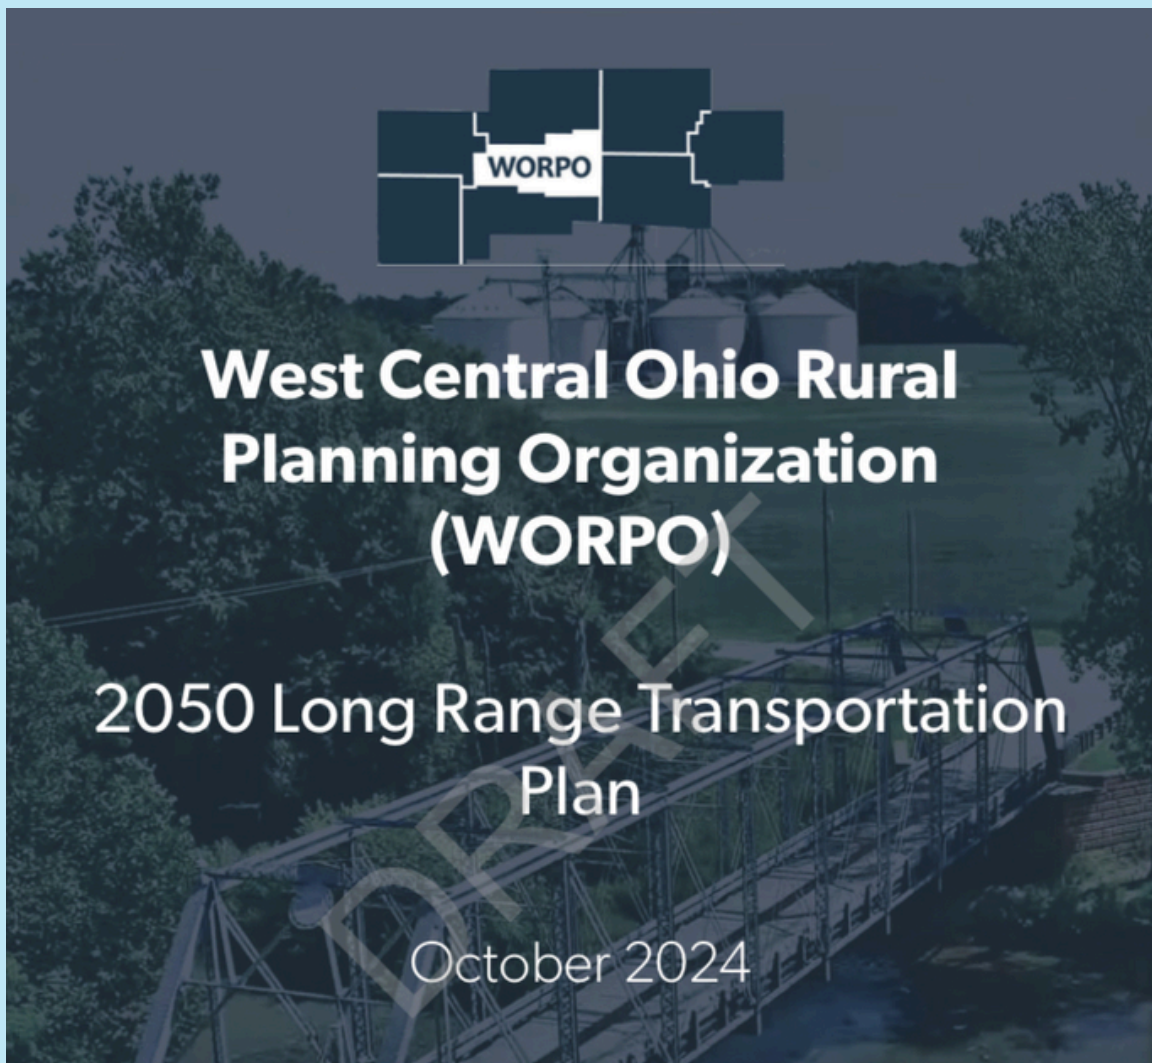 WORPO
West Central Ohio Rural
Planning Organization
(WORPO)
2050 Long Range Transportation
Plan
DRAFT
October 2024